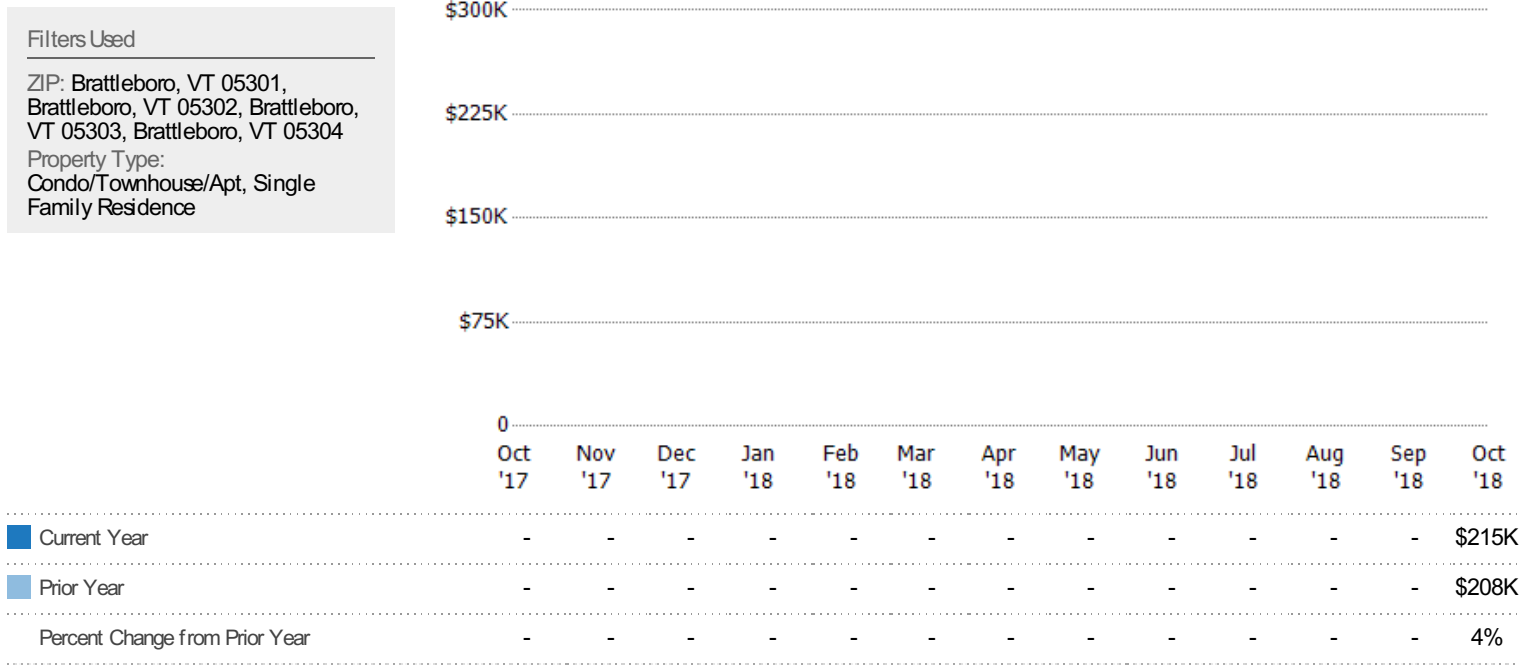 Filters Used
ZIP: Brattleboro, VT 05301,
Brattleboro, VT 05302, Brattleboro,
VT 05303, Brattleboro, VT 05304
Property Type:
Condo/Townhouse/Apt, Single
Family Residence
$300K
$225K
$150K
$75K
0
Oct Nov Dec Jan Feb Mar Apr May Jun Jul Aug Sep Oct
'17 '17 '17 '18 '18 '18 '18 '18 '18 '18 '18 '18 '18
Current Year - - - - - - - - - - - - $215K
Prior Year - - - - - - - - - - - - $208K
Percent Change from Prior Year - - - - - - - - - - - - 4%